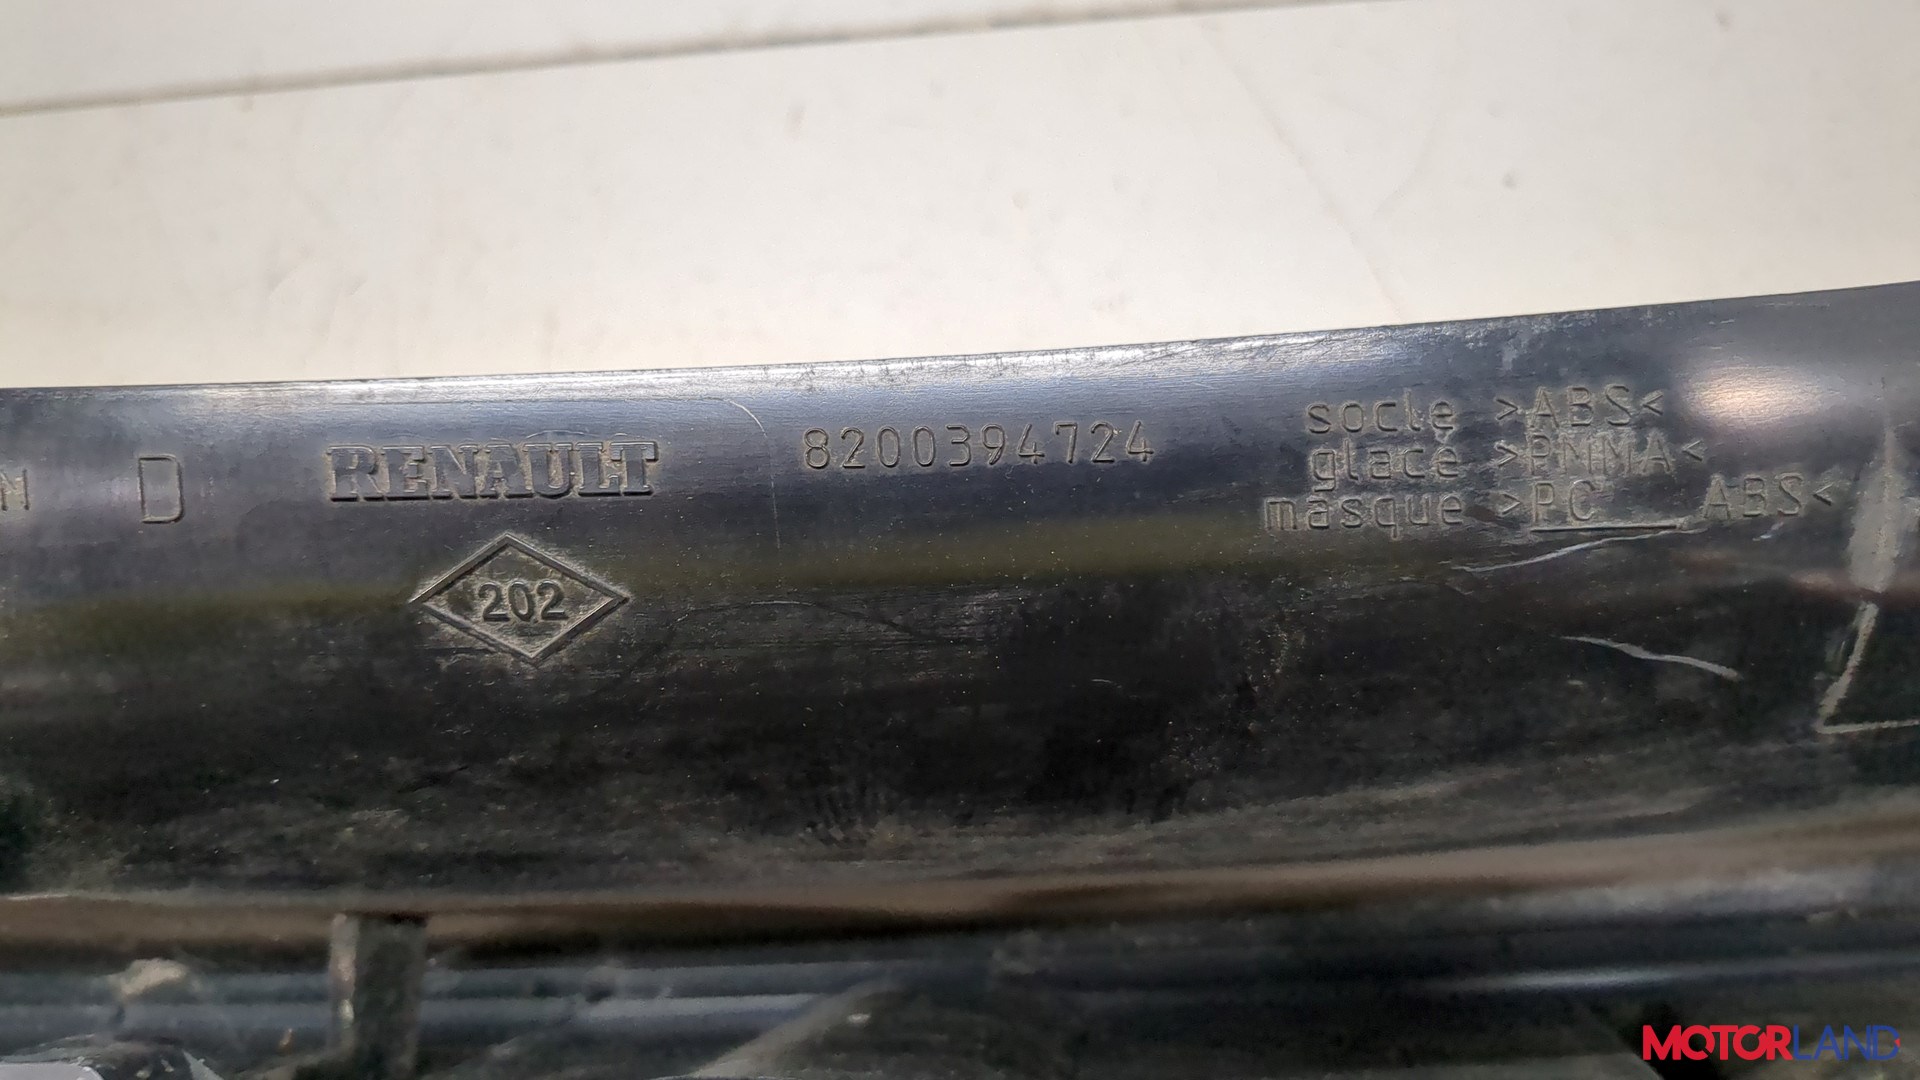 M D RENAULT 8200394724
socle >ABS<
glace >PMMA<
masque >PC ABS<
202
MOTORLAND